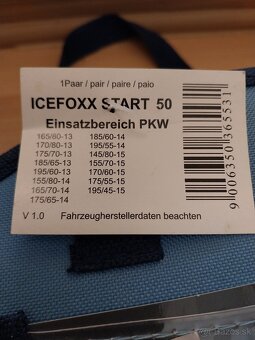 1Paar / pair / paire / paio
ICEFOXX START 50
Einsatzbereich PKW
165/60-13 185/60-14
170/80-13 195/55-14
175/70-13 145/80-15
185/65-13 155/70-15
195/60-13 170/60-15
155/80-14 175/55-15
165/70-14 195/45-15
175/65-14
V 1.0 Fahrzeugherstellerdaten beachten
9 006350 365531